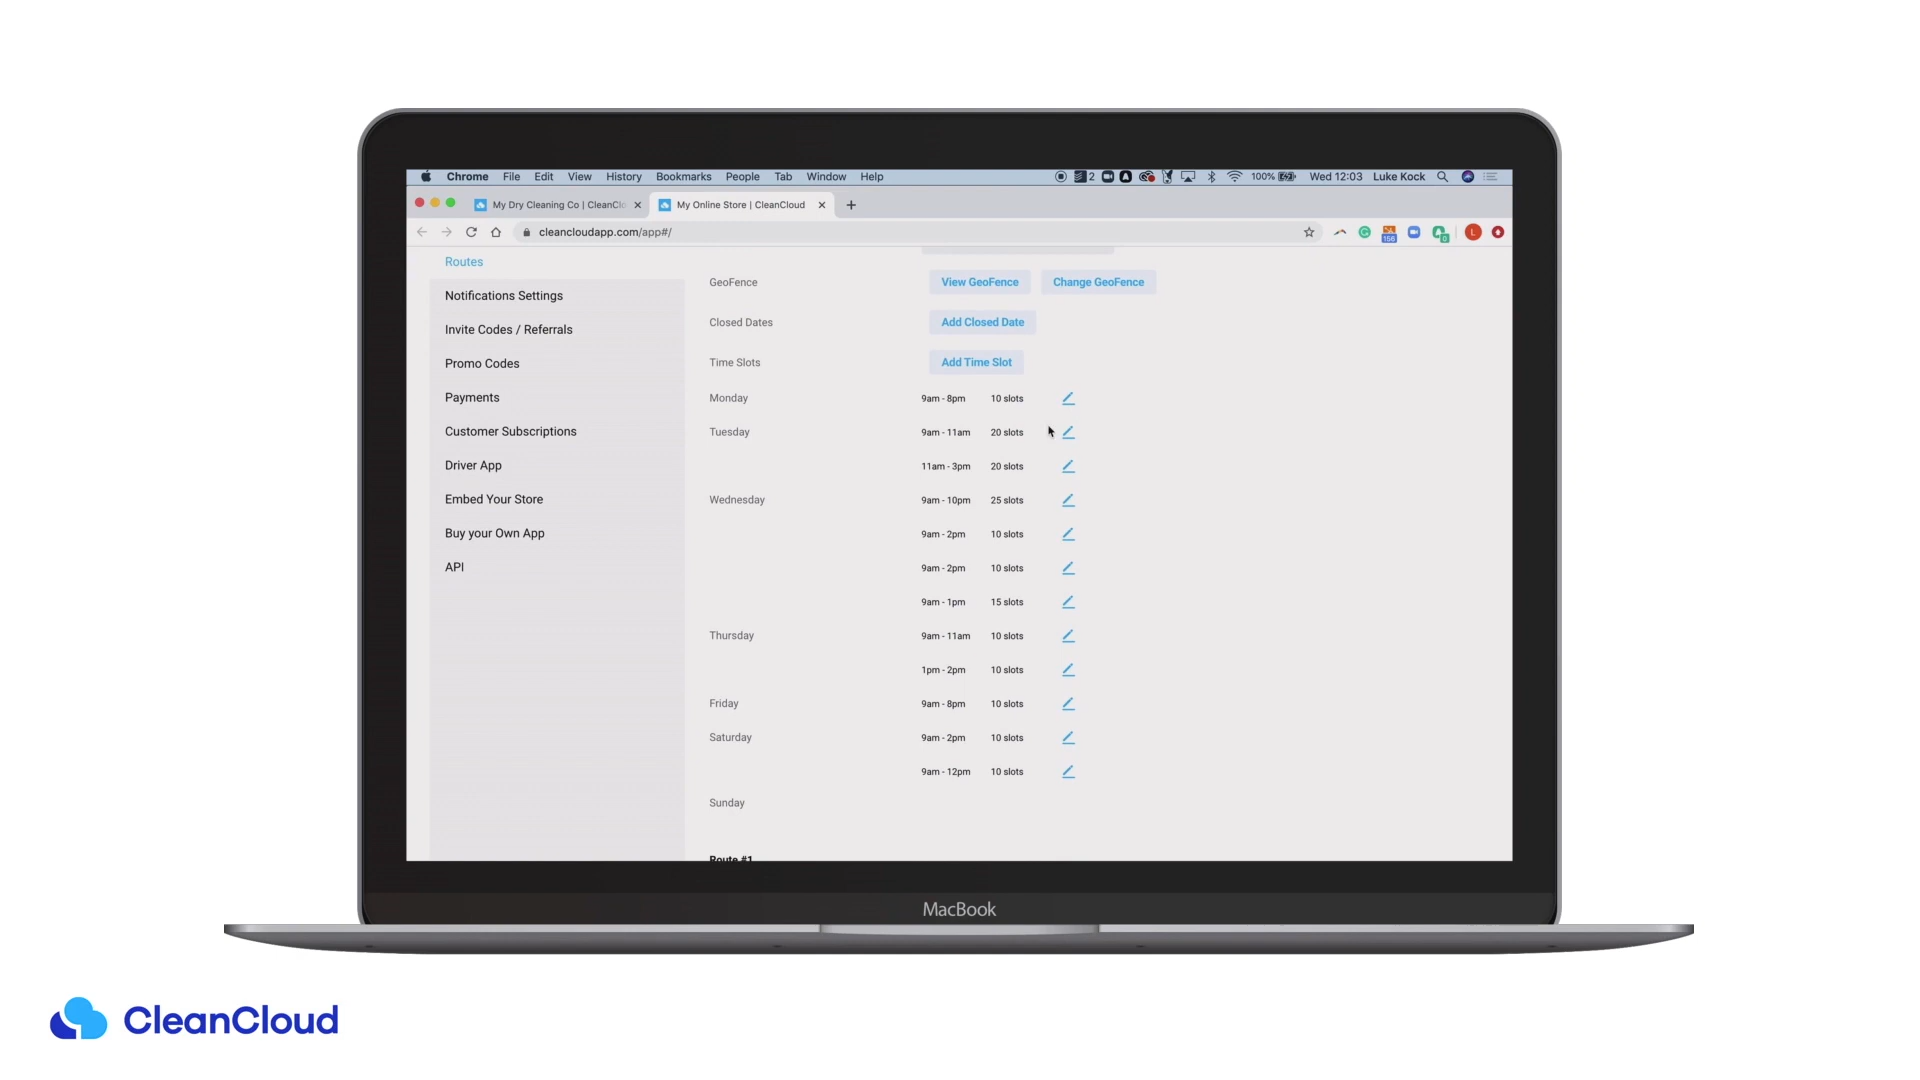 Chrome File Edit View History Bookmarks People Tab Window Help 2 100% Wed 12:03 Luke Kock
My Dry Cleaning Co | CleanClo My Online Store | CleanCloud
cleancloudapp.com/app#/ 156 L
Routes
GeoFence View GeoFence Change GeoFence
Notifications Settings
Closed Dates Add Closed Date
Invite Codes / Referrals
Time Slots Add Time Slot
Promo Codes
Payments
Monday 9am - 8pm 10 slots
Customer Subscriptions
Tuesday 9am - 11am 20 slots
Driver App
11am - 3pm 20 slots
Embed Your Store
Wednesday 9am - 10pm 25 slots
Buy your Own App
9am - 2pm 10 slots
API
9am - 2pm 10 slots
9am - 1pm 15 slots
Thursday 9am - 11am 10 slots
1pm - 2pm 10 slots
Friday 9am - 8pm 10 slots
Saturday 9am - 2pm 10 slots
9am - 12pm 10 slots
Sunday
Route #1
MacBook
CleanCloud